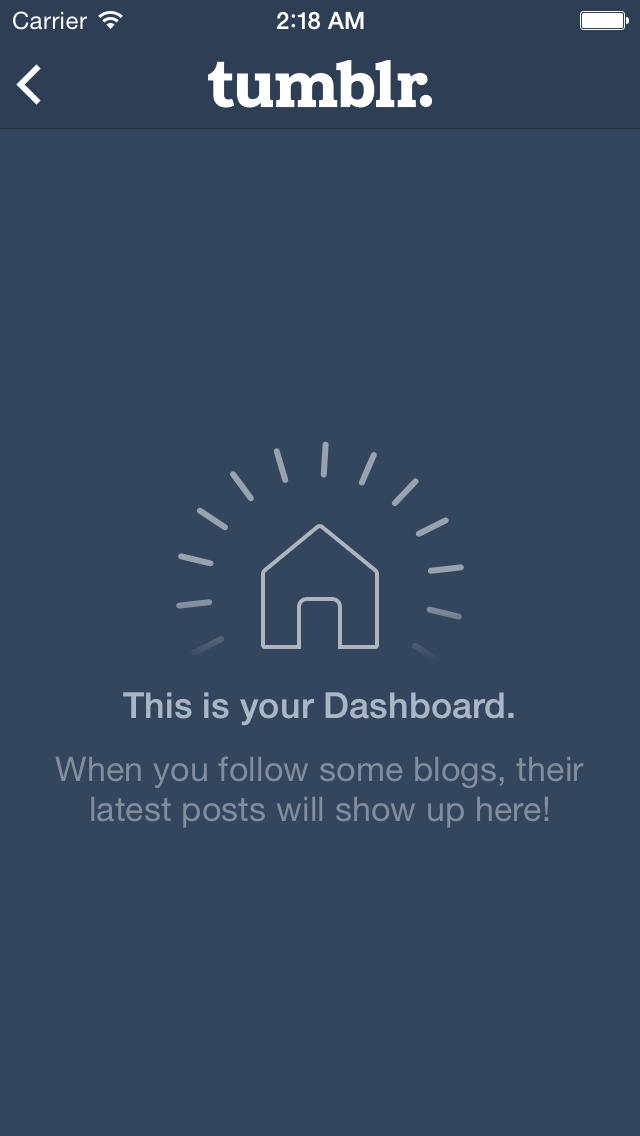 Carrier 2:18 AM
tumblr.
This is your Dashboard.
When you follow some blogs, their
latest posts will show up here!